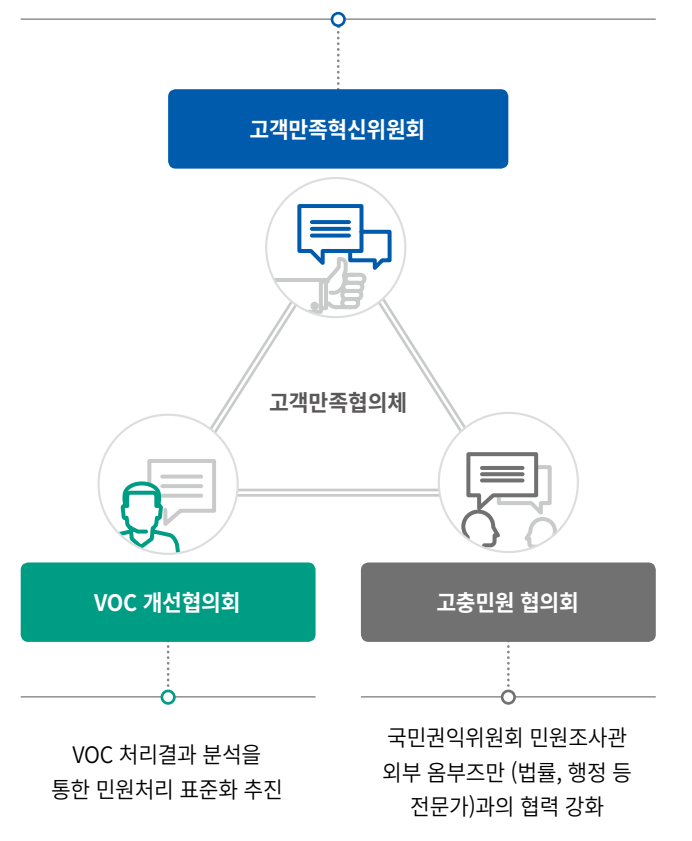 고객만족혁신위원회
고객만족협의체
VOC 개선협의회
고충민원 협의회
VOC 처리결과 분석을
통한 민원처리 표준화 추진
국민권익위원회 민원조사관
외부 옴부즈만 (법률, 행정 등
전문가)과의 협력 강화